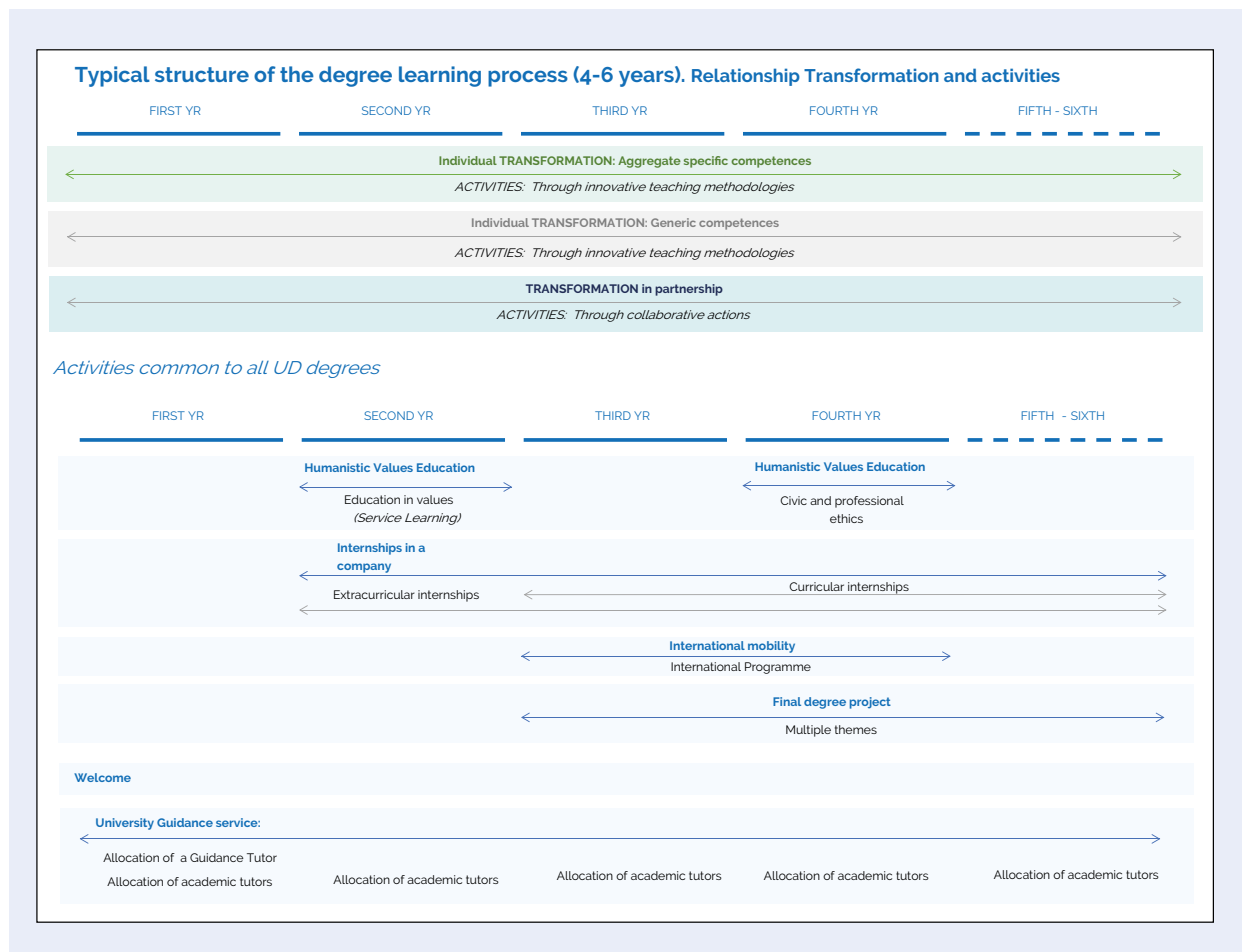 Typical structure of the degree learning process (4-6 years). Relationship Transformation and activities
FIRST YR SECOND YR THIRD YR FOURTH YR FIFTH - SIXTH
Individual TRANSFORMATION: Aggregate specific competences
ACTIVITIES: Through innovative teaching methodologies
Individual TRANSFORMATION: Generic competences
ACTIVITIES: Through innovative teaching methodologies
TRANSFORMATION in partnership
ACTIVITIES: Through collaborative actions
Activities common to all UD degrees
FIRST YR SECOND YR THIRD YR FOURTH YR FIFTH - SIXTH
Humanistic Values Education
Education in values
(Service Learning)
Humanistic Values Education
Civic and professional
ethics
Internships in a
company
Curricular internships
Extracurricular internships
International mobility
International Programme
Final degree project
Multiple themes
Welcome
University Guidance service:
Allocation of a Guidance Tutor
Allocation of academic tutors
Allocation of academic tutors
Allocation of academic tutors
Allocation of academic tutors
Allocation of academic tutors